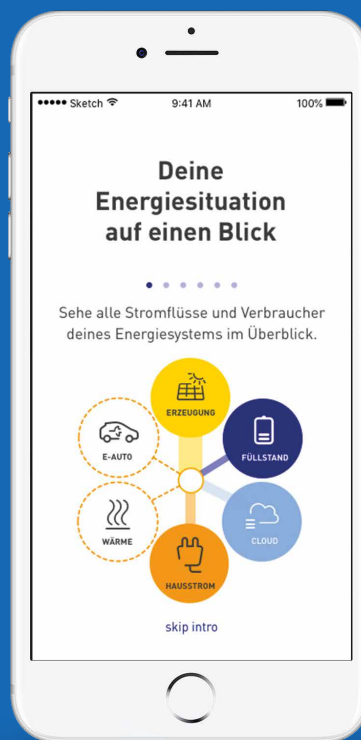 Sketch 9:41 AM 100%
Deine
Energiesituation
auf einen Blick
Sehe alle Stromflüsse und Verbraucher
deines Energiesystems im Überblick.
ERZEUGUNG
E-AUTO
FÜLLSTAND
WÄRME
CLOUD
HAUSSTROM
skip intro